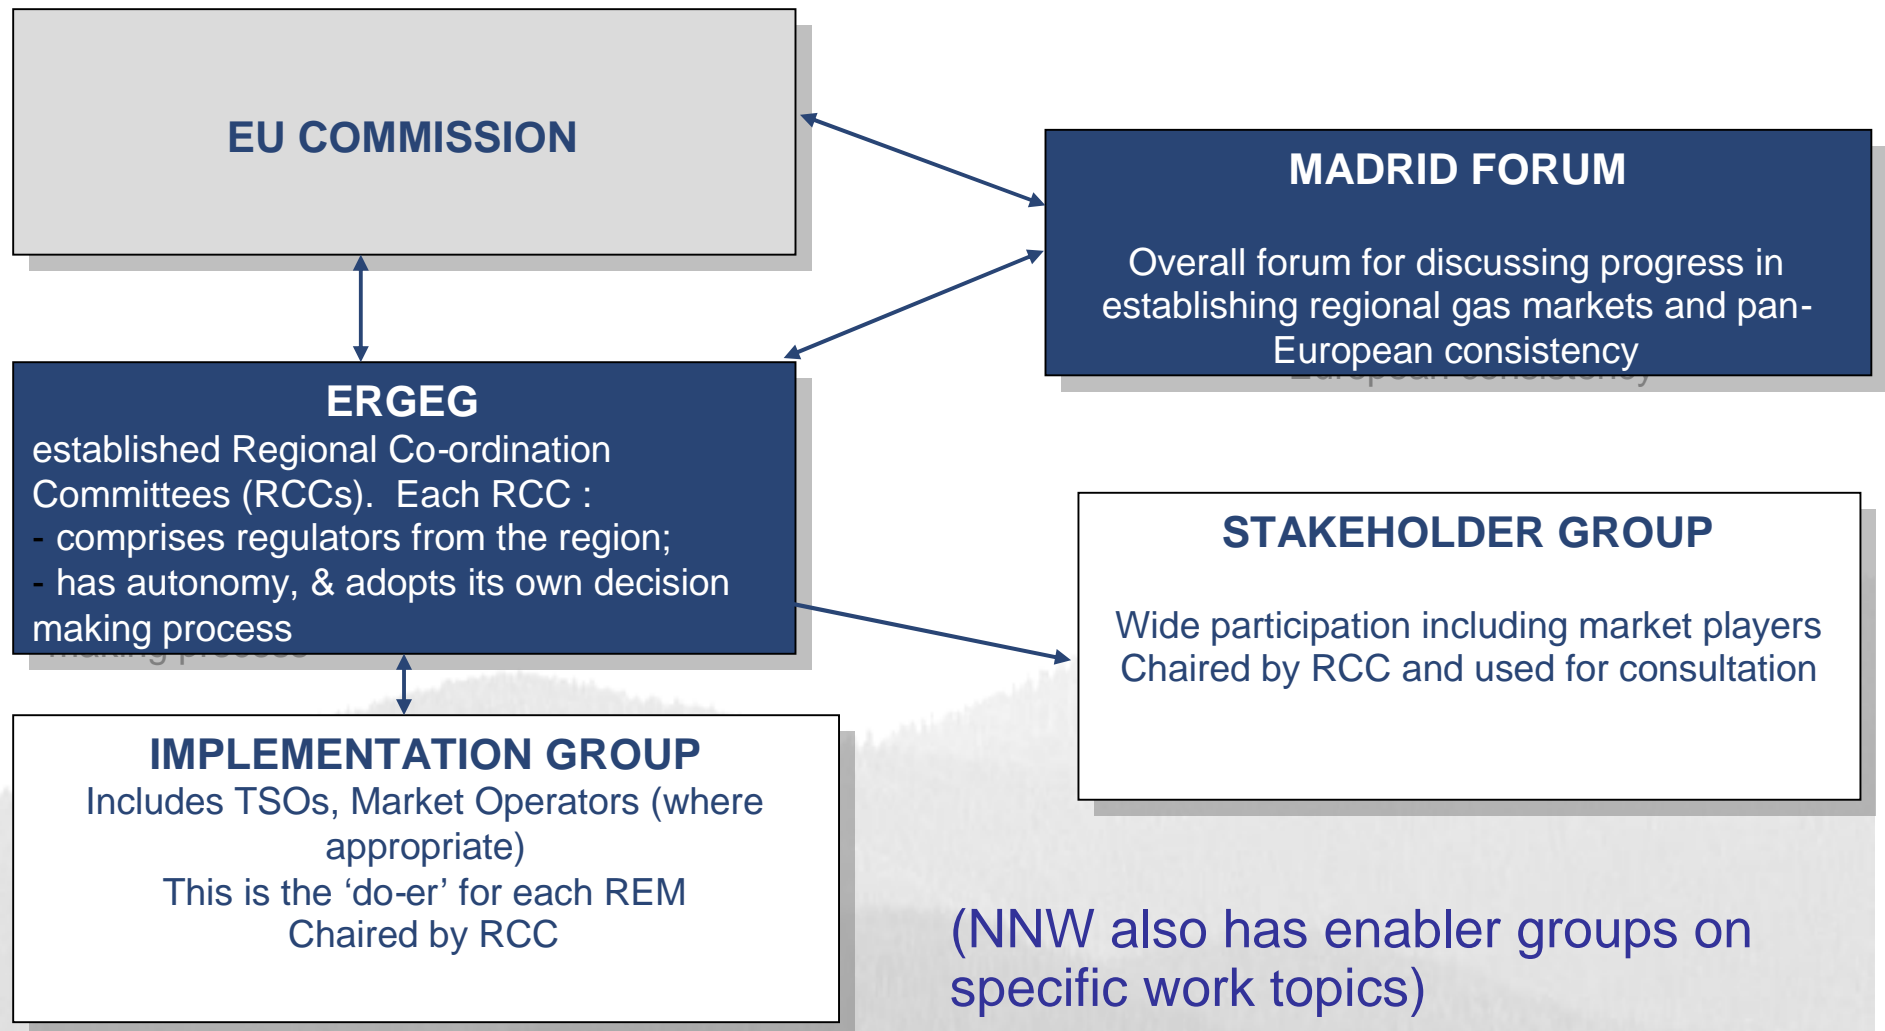 EU COMMISSION
MADRID FORUM
Overall forum for discussing progress in
establishing regional gas markets and pan-
European consistency
ERGEG
established Regional Co-ordination
Committees (RCCs).  Each RCC :
- comprises regulators from the region;
- has autonomy, & adopts its own decision
making process
STAKEHOLDER GROUP
Wide participation including market players
Chaired by RCC and used for consultation
IMPLEMENTATION GROUP
Includes TSOs, Market Operators (where
appropriate)
This is the ‘do-er’ for each REM
Chaired by RCC
(NNW also has enabler groups on
specific work topics)